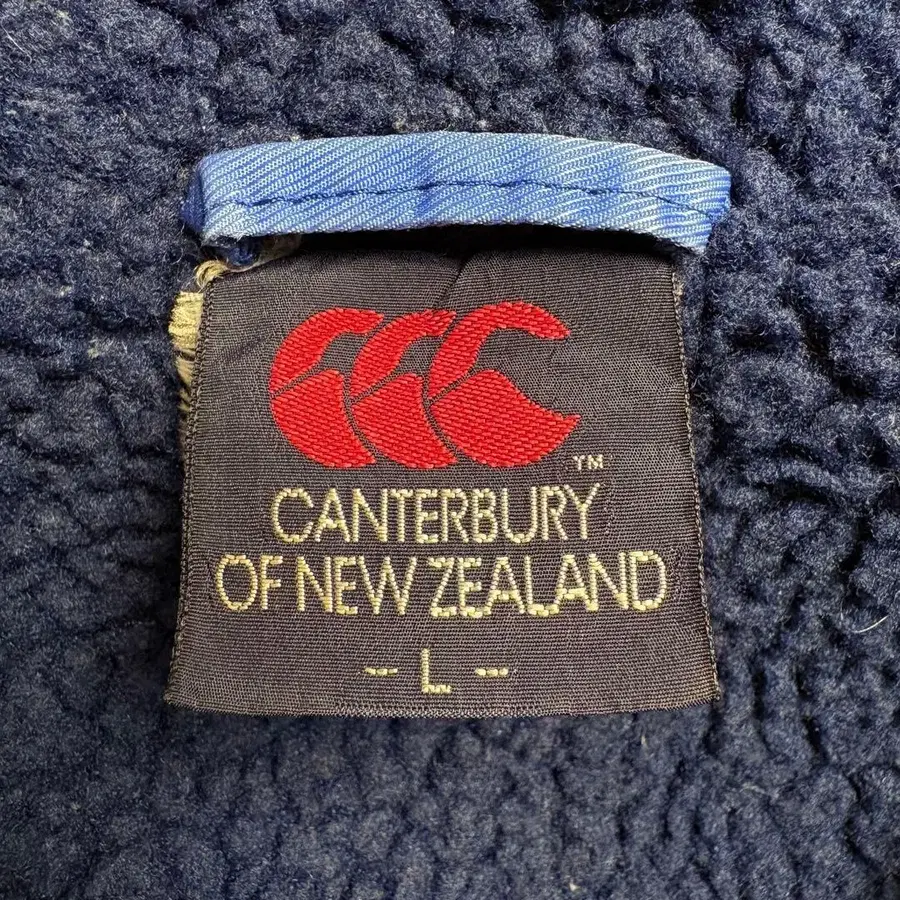 TM
CANTERBURY
OF NEW ZEALAND
- L -